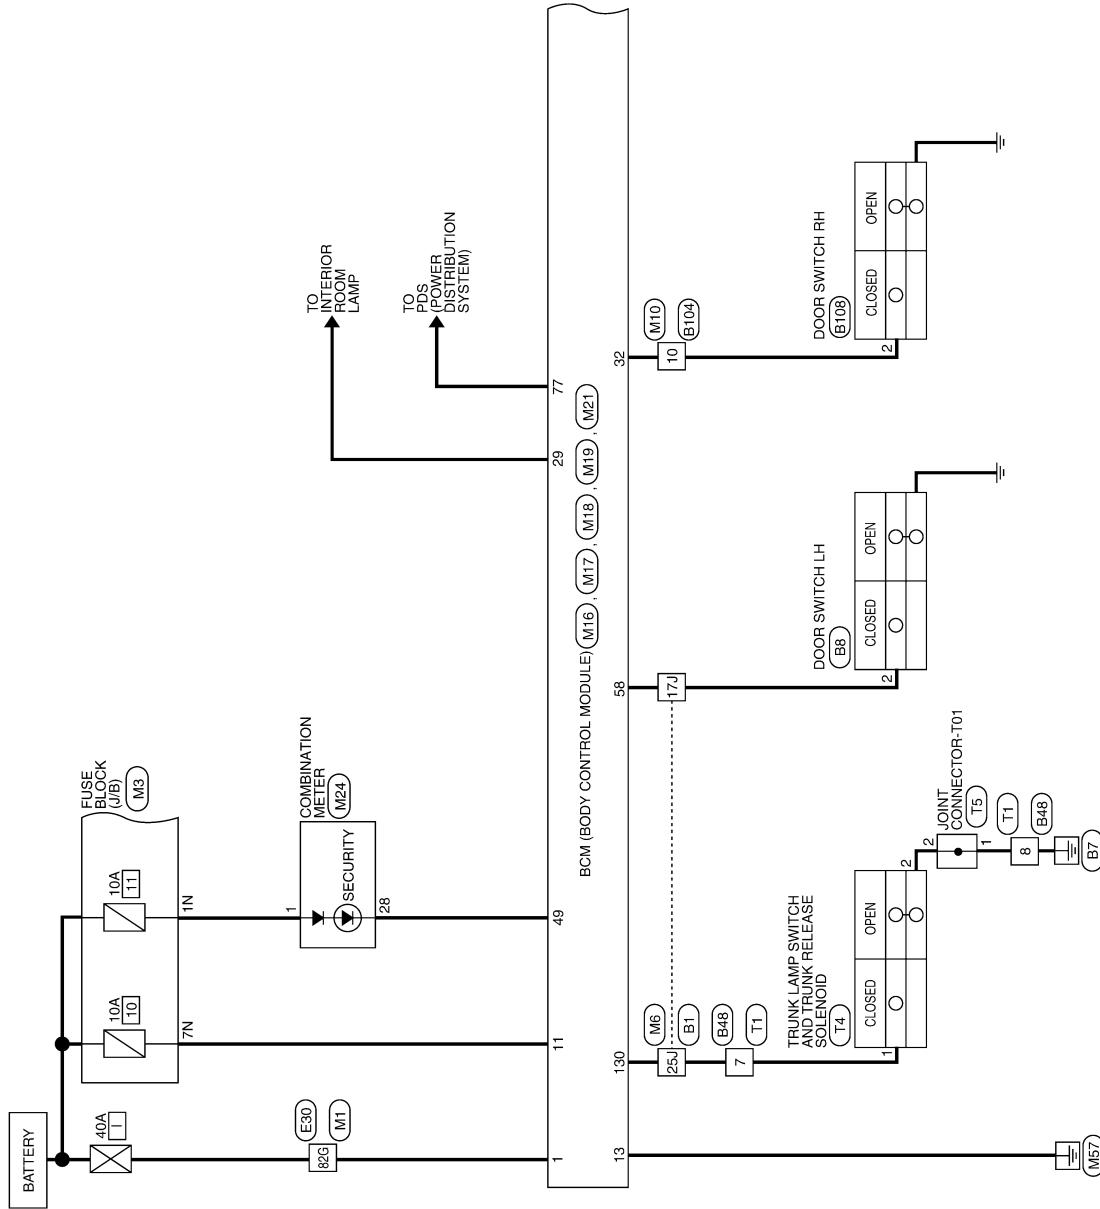 BATTERY
40A
I
E30
82G
M1
1
FUSE
BLOCK
(J/B)
M3
10A
10
7N
11
10A
11
1N
COMBINATION
METER
M24
1
SECURITY
28
49
TO
INTERIOR
ROOM
LAMP
29
TO
PDS
(POWER
DISTRIBUTION
SYSTEM)
77
BCM (BODY CONTROL MODULE) M16 , M17 , M18 , M19 , M21
13
M57
130
M6
25J
B1
B48
7
T1
TRUNK LAMP SWITCH
AND TRUNK RELEASE
SOLENOID
T4
1
CLOSED
OPEN
2
JOINT
CONNECTOR-T01
T5
2
1
T1
8
B48
B7
58
17J
DOOR SWITCH LH
B8
2
CLOSED
OPEN
32
M10
10
B104
DOOR SWITCH RH
B108
2
CLOSED
OPEN